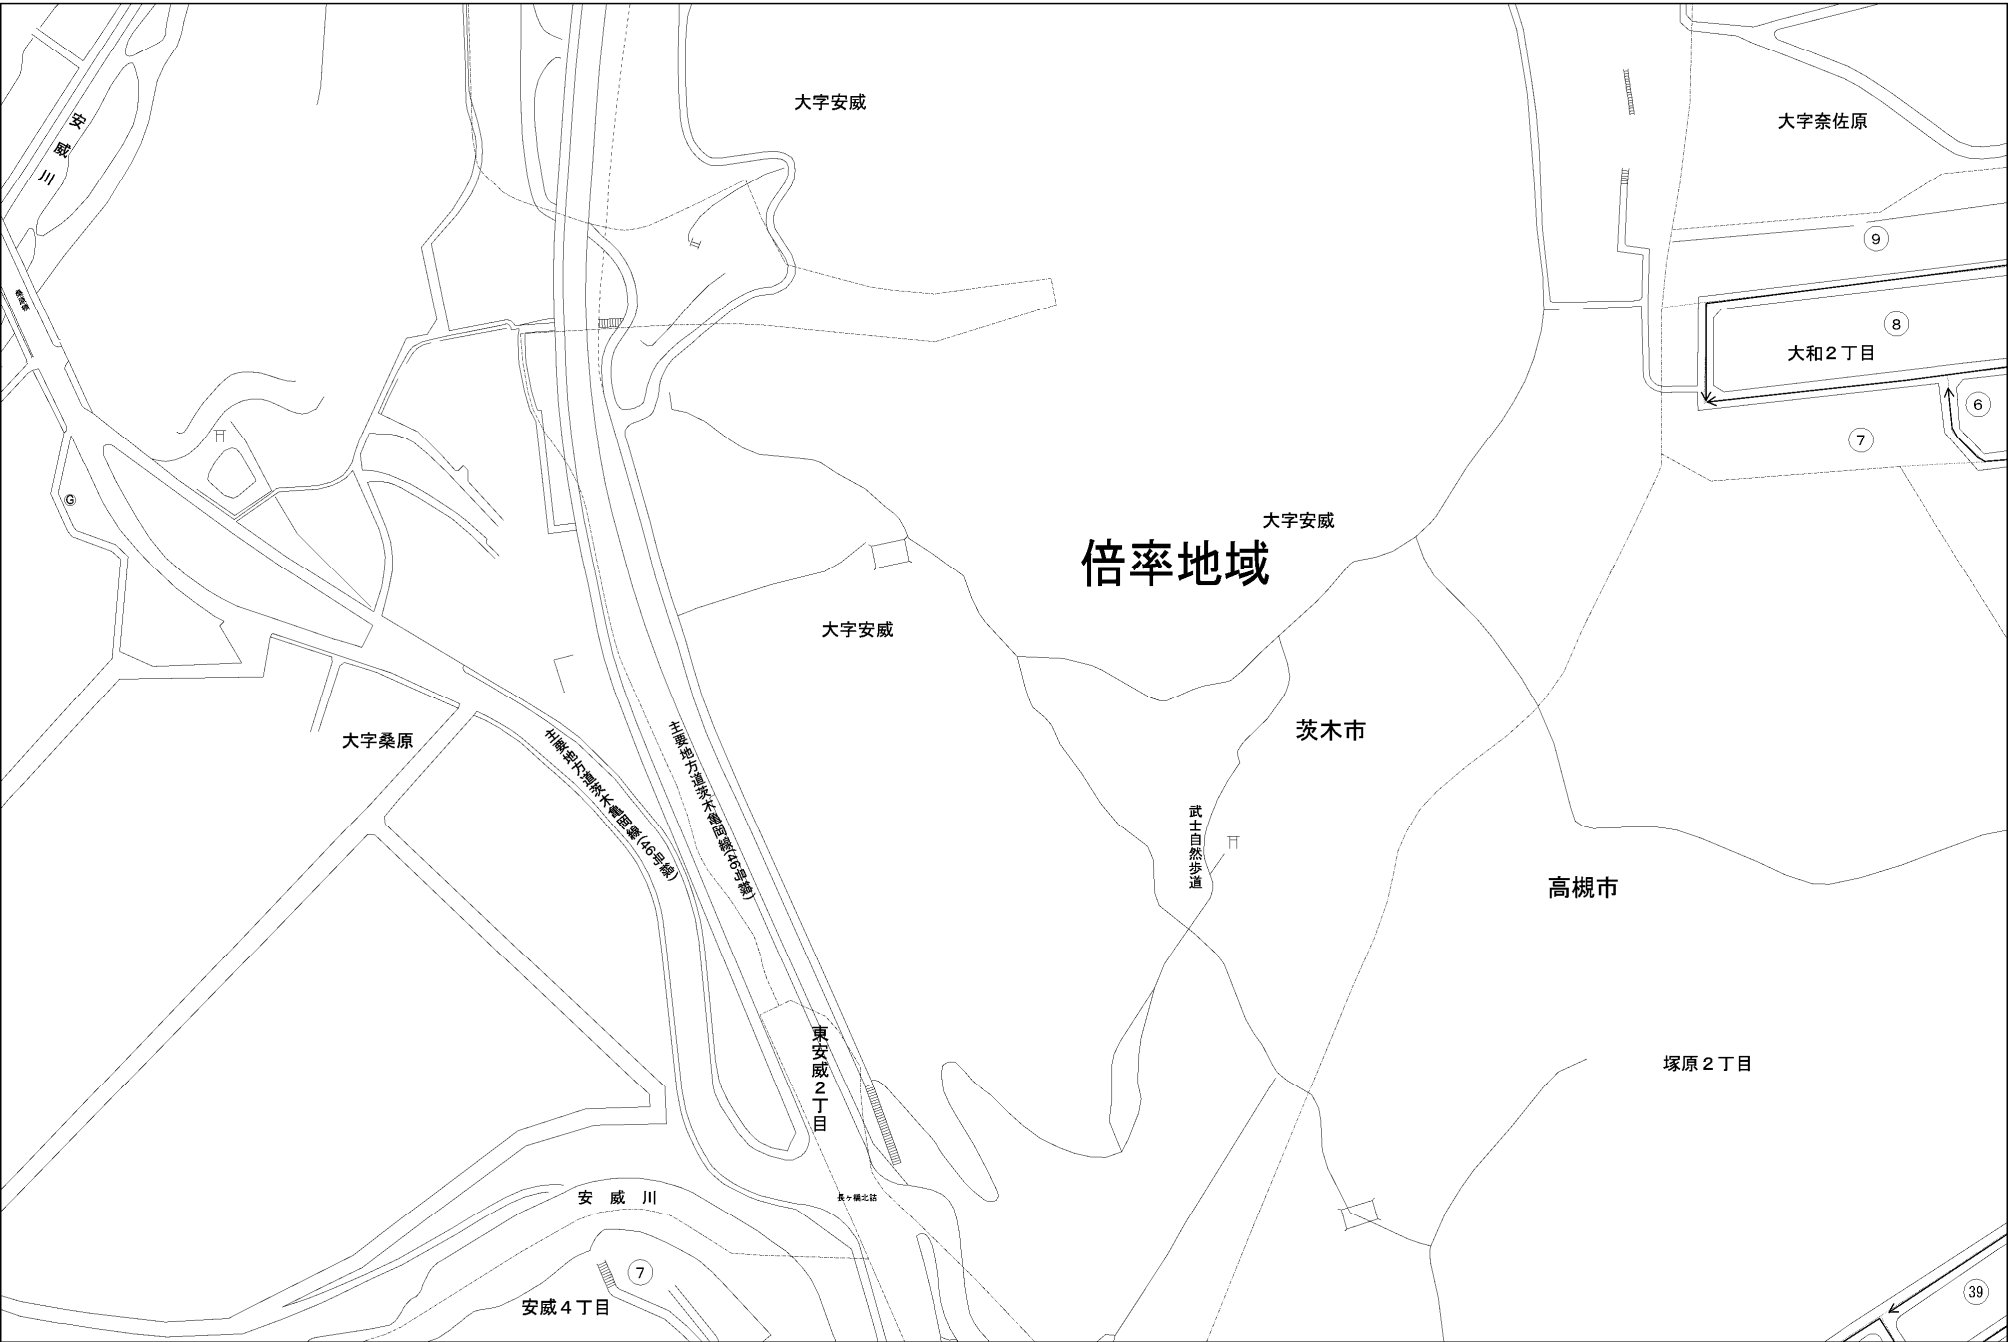 大字安威
大字奈佐原
安威川
⑨
桑原橋
⑧
大和２丁目
⑥
⑦
G
大字安威
倍率地域
大字安威
茨木市
大字桑原
主要地方道茨木亀岡線(46号線)
主要地方道茨木亀岡線(46号線)
武士自然歩道
高槻市
東安威２丁目
塚原２丁目
安威川
長ヶ橋北詰
⑦
安威４丁目
㊴